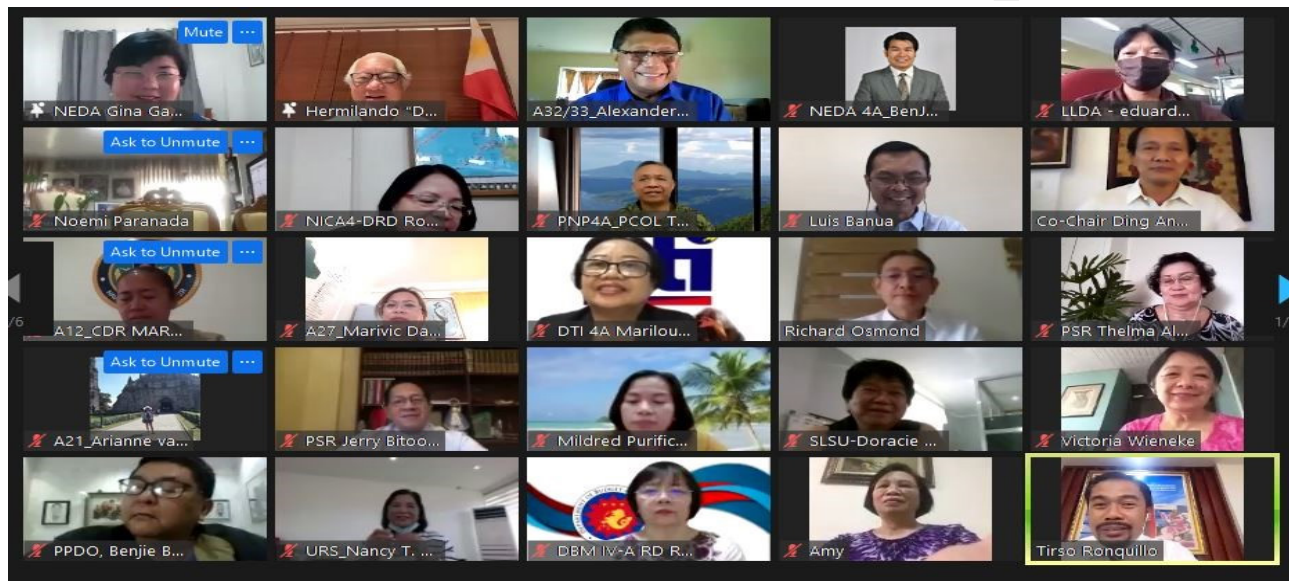 Mute ...
NEDA Gina Ga...
Hermilando "D...
A32/33_Alexander...
NEDA 4A_BenJ...
LLDA - eduard...
Ask to Unmute ...
Noemi Paranada
NICA4-DRD Ro...
PNP4A_PCOL T...
Luis Banua
Co-Chair Ding An...
Ask to Unmute ...
A12_CDR MAR...
A27_Marivic Da...
DTI 4A Marilou...
Richard Osmond
PSR Thelma Al...
/6
1/
Ask to Unmute ...
A21_Arianne va...
PSR Jerry Bitoo...
Mildred Purific...
SLSU-Doracie ...
Victoria Wieneke
PPDO, Benjie B...
URS_Nancy T. ...
DBM IV-A RD R...
Amy
Tirso Ronquillo